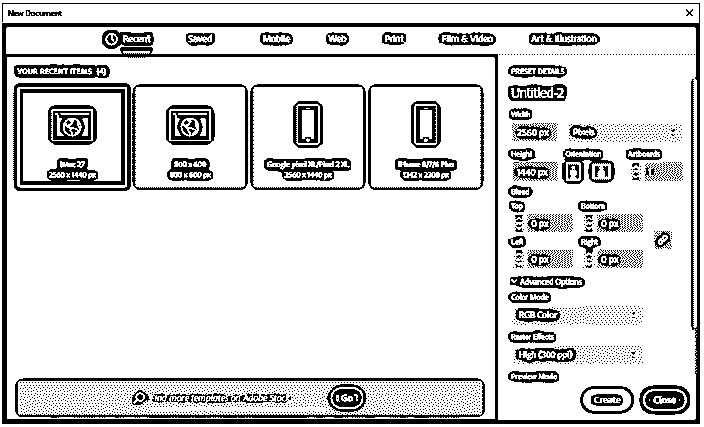 New Document
Recent Saved Mobile Web Print Film & Video Art & Illustration
YOUR RECENT ITEMS (4)
iMac 27
2560 x 1440 px
800 x 600
800 x 600 px
Google pixel XL/Pixel 2 XL
2560 x 1440 px
iPhone 8/7/6 Plus
1242 x 2208 px
Find more templates on Adobe Stock
Go
PRESET DETAILS
Untitled-2
Width
2560 px Pixels
Height Orientation Artboards
1440 px
Bleed
Top Bottom
0 px 0 px
Left Right
0 px 0 px
Advanced Options
Color Mode
RGB Color
Raster Effects
High (300 ppi)
Preview Mode
Create Close